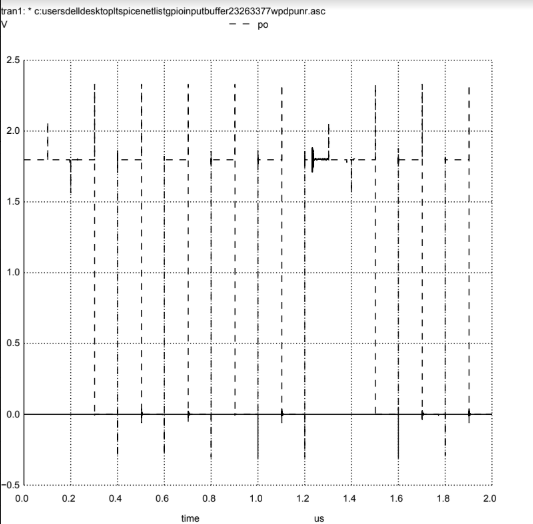 tran1: * c:usersdelldesktopltspicenetlistgpioinputbuffer23263377wpdpunr.asc
V
po
2.5
2.0
1.5
1.0
0.5
0.0
−0.5
0.0 0.2 0.4 0.6 0.8 1.0 1.2 1.4 1.6 1.8 2.0
time us